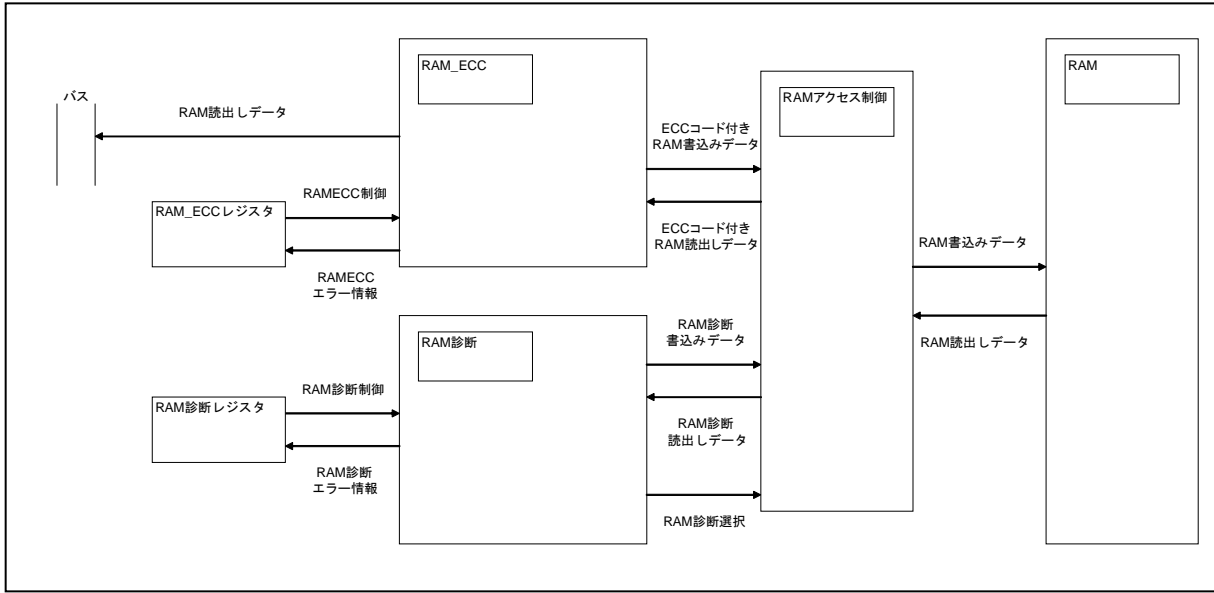 バス
RAM読出しデータ
RAM_ECC
RAM_ECCレジスタ
RAMECC制御
RAMECC
エラー情報
ECCコード付き
RAM書込みデータ
ECCコード付き
RAM読出しデータ
RAMアクセス制御
RAM
RAM書込みデータ
RAM読出しデータ
RAM診断
RAM診断レジスタ
RAM診断制御
RAM診断
エラー情報
RAM診断
書込みデータ
RAM診断
読出しデータ
RAM診断選択